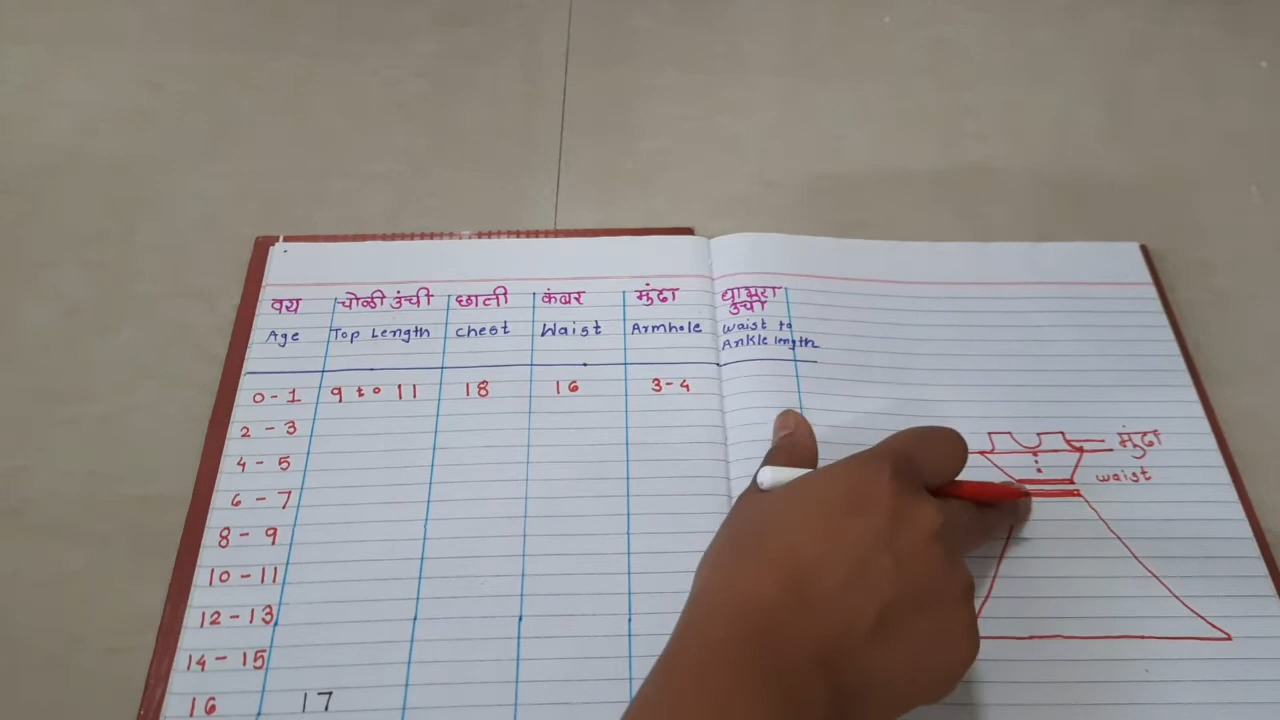 वय चोळी उंची छाती कंबर मुंढा घाघरा
उंची
Age Top Length chest Waist Armhole Waist to
Ankle length
0 - 1 9 to 11 18 16 3 - 4
2 - 3
4 - 5 मुंढा
6 - 7 waist
8 - 9
10 - 11
12 - 13
14 - 15
16 17